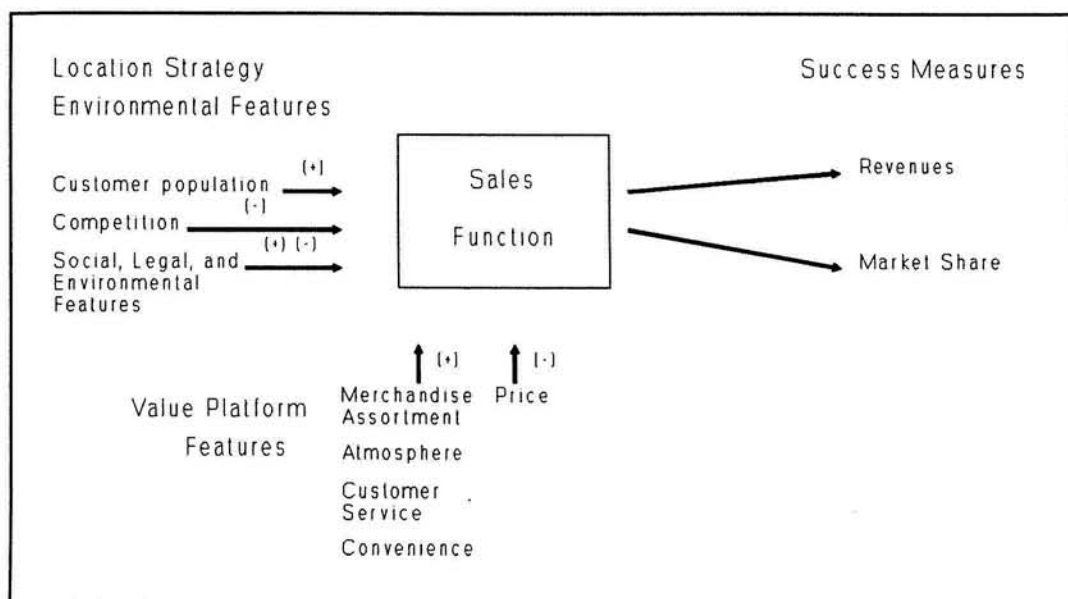 Location Strategy
Environmental Features
Success Measures
Customer population
(+)
Competition
(-)
Social, Legal, and
Environmental
Features
(+) (-)
Sales
Function
Revenues
Market Share
Value Platform
Features
(+)
Merchandise
Assortment
Atmosphere
Customer
Service
Convenience
(-)
Price